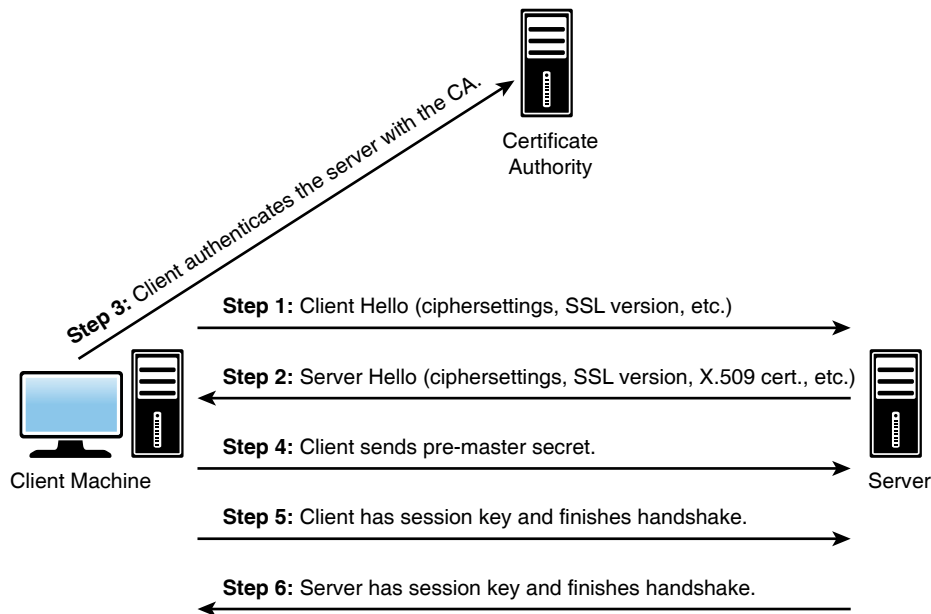 Certificate
Authority
Step 3: Client authenticates the server with the CA.
Step 1: Client Hello (ciphersettings, SSL version, etc.)
Step 2: Server Hello (ciphersettings, SSL version, X.509 cert., etc.)
Step 4: Client sends pre-master secret.
Client Machine
Server
Step 5: Client has session key and finishes handshake.
Step 6: Server has session key and finishes handshake.